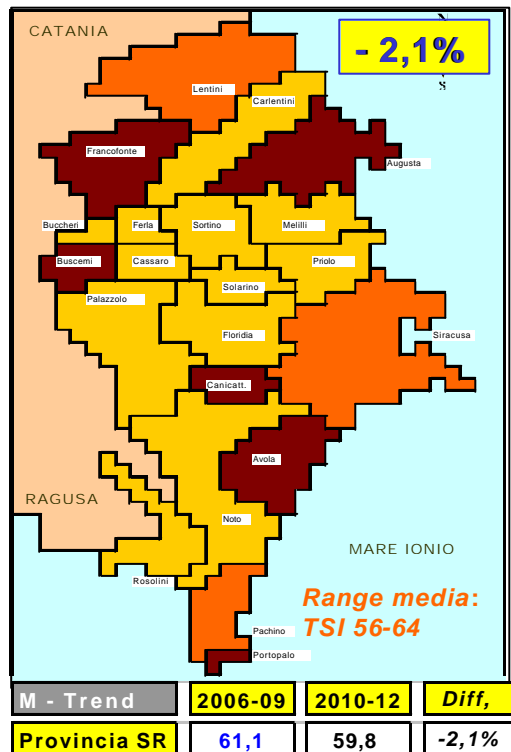 CATANIA
- 2,1%
Lentini
Carlentini
Francofonte
Augusta
Buccheri
Ferla
Sortino
Melilli
Buscemi
Cassaro
Priolo
Solarino
Palazzolo
Floridia
Siracusa
Canicatt.
Avola
RAGUSA
Noto
MARE IONIO
Rosolini
Range media:
TSI 56-64
Pachino
Portopalo
M - Trend 2006-09 2010-12 Diff,
Provincia SR 61,1 59,8 -2,1%